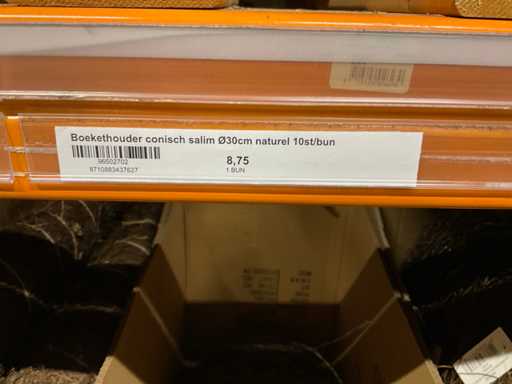 Boekethouder conisch salim Ø30cm naturel 10st/bun
96502702
8,75
8710883437627
1 BUN